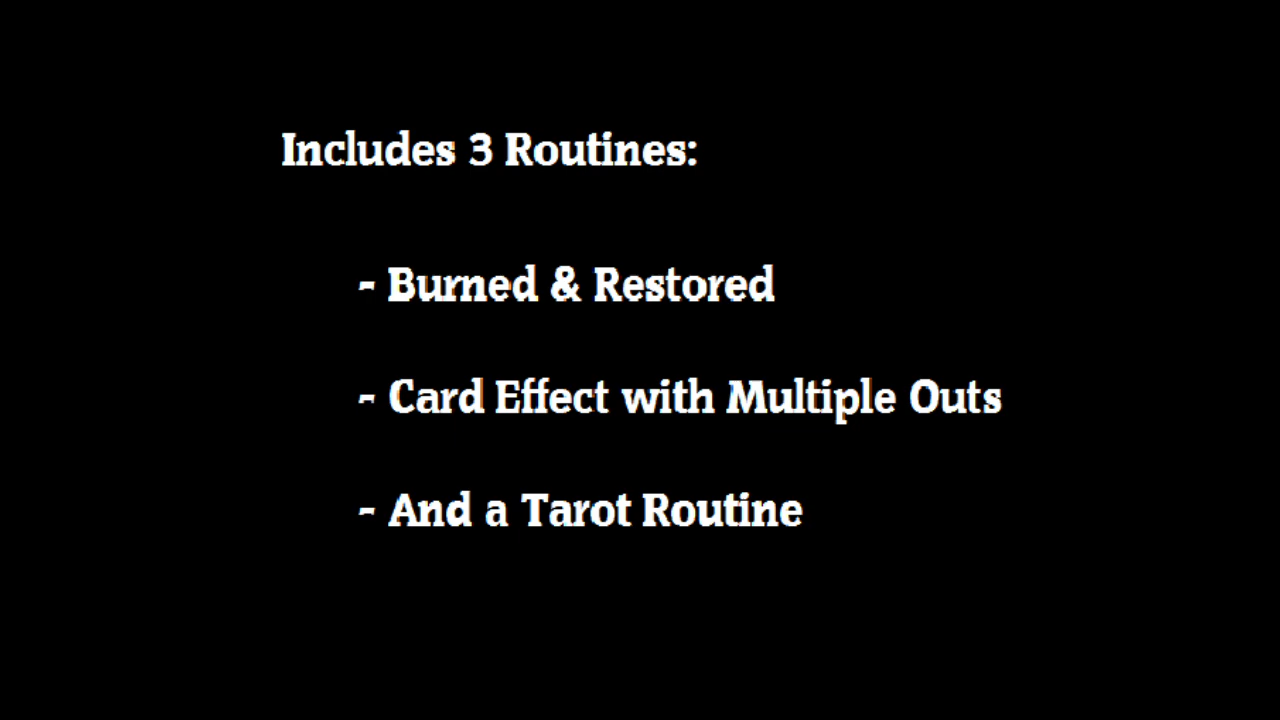 Includes 3 Routines:
- Burned & Restored
- Card Effect with Multiple Outs
- And a Tarot Routine